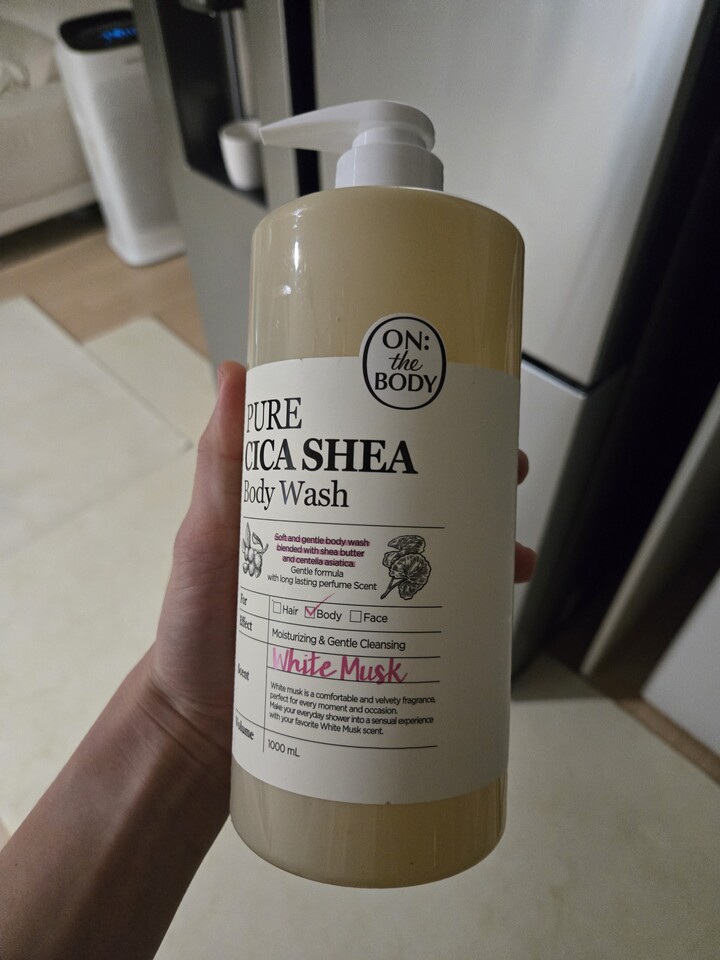 ON:
the
BODY
PURE
CICA SHEA
Body Wash
Soft and gentle body wash
blended with shea butter
and centella asiatica
Gentle formula
with long lasting perfume Scent
For
Hair Body Face
Effect
Moisturizing & Gentle Cleansing
Scent
White Musk
White musk is a comfortable and velvety fragrance,
perfect for every moment and occasion.
Make your everyday shower into a sensual experience
with your favorite White Musk scent.
Volume
1000 mL